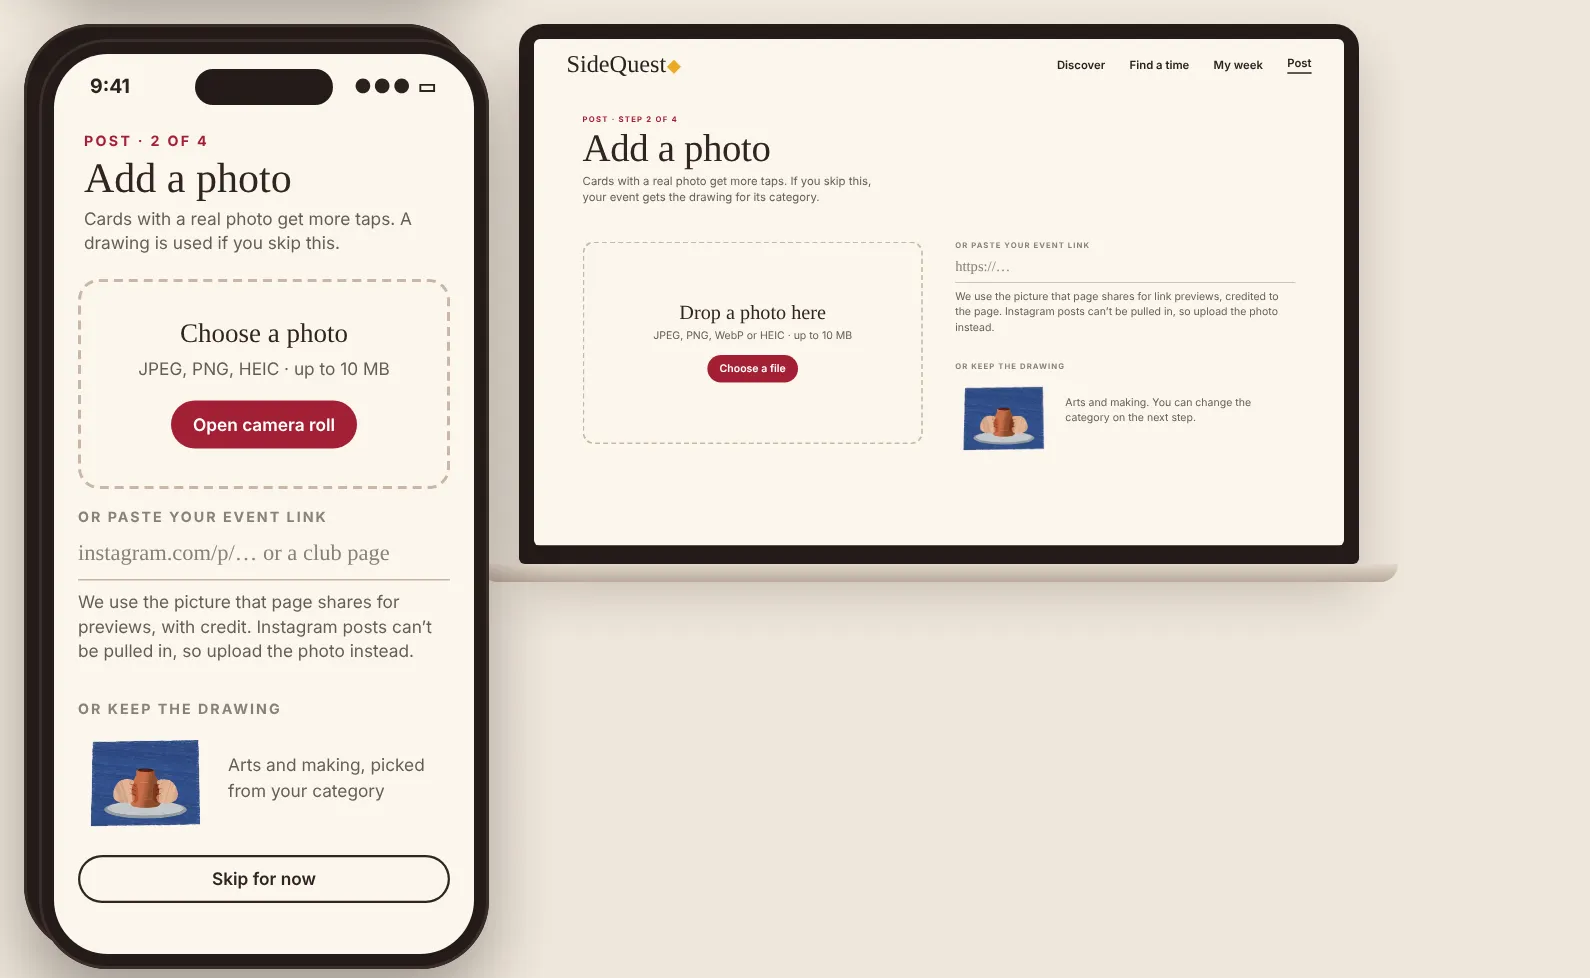 9:41
POST · 2 OF 4
Add a photo
Cards with a real photo get more taps. A
drawing is used if you skip this.
Choose a photo
JPEG, PNG, HEIC · up to 10 MB
Open camera roll
OR PASTE YOUR EVENT LINK
instagram.com/p/… or a club page
We use the picture that page shares for
previews, with credit. Instagram posts can’t
be pulled in, so upload the photo instead.
OR KEEP THE DRAWING
Arts and making, picked
from your category
Skip for now
SideQuest
Discover Find a time My week Post
POST · STEP 2 OF 4
Add a photo
Cards with a real photo get more taps. If you skip this,
your event gets the drawing for its category.
Drop a photo here
JPEG, PNG, WebP or HEIC · up to 10 MB
Choose a file
OR PASTE YOUR EVENT LINK
https://…
We use the picture that page shares for link previews, credited to
the page. Instagram posts can’t be pulled in, so upload the photo
instead.
OR KEEP THE DRAWING
Arts and making. You can change the
category on the next step.